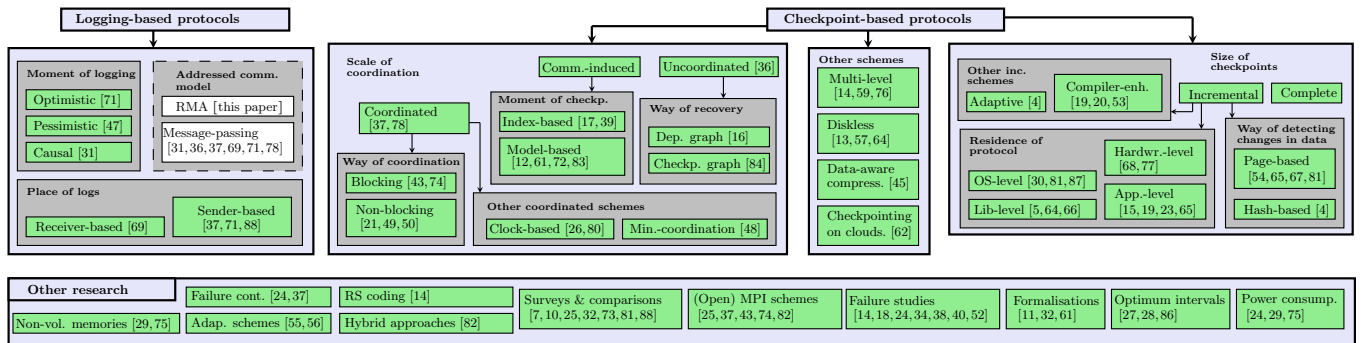 Logging-based protocols
Moment of logging
Optimistic [71]
Pessimistic [47]
Causal [31]
Addressed comm.
model
RMA [this paper]
Message-passing
[31, 36, 37, 69, 71, 78]
Place of logs
Receiver-based [69]
Sender-based
[37, 71, 88]
Checkpoint-based protocols
Scale of
coordination
Coordinated
[37, 78]
Way of coordination
Blocking [43, 74]
Non-blocking
[21, 49, 50]
Comm.-induced
Moment of checkp.
Index-based [17, 39]
Model-based
[12, 61, 72, 83]
Uncoordinated [36]
Way of recovery
Dep. graph [16]
Checkp. graph [84]
Other coordinated schemes
Clock-based [26, 80]
Min.-coordination [48]
Other schemes
Multi-level
[14, 59, 76]
Diskless
[13, 57, 64]
Data-aware
compress. [45]
Checkpointing
on clouds. [62]
Size of
checkpoints
Other inc.
schemes
Adaptive [4]
Compiler-enh.
[19, 20, 53]
Incremental
Complete
Residence of
protocol
OS-level [30, 81, 87]
Lib-level [5, 64, 66]
Hardwr.-level
[68, 77]
App.-level
[15, 19, 23, 65]
Way of detecting
changes in data
Page-based
[54, 65, 67, 81]
Hash-based [4]
Other research
Non-vol. memories [29, 75]
Failure cont. [24, 37]
Adap. schemes [55, 56]
RS coding [14]
Hybrid approaches [82]
Surveys & comparisons
[7, 10, 25, 32, 73, 81, 88]
(Open) MPI schemes
[25, 37, 43, 74, 82]
Failure studies
[14, 18, 24, 34, 38, 40, 52]
Formalisations
[11, 32, 61]
Optimum intervals
[27, 28, 86]
Power consump.
[24, 29, 75]